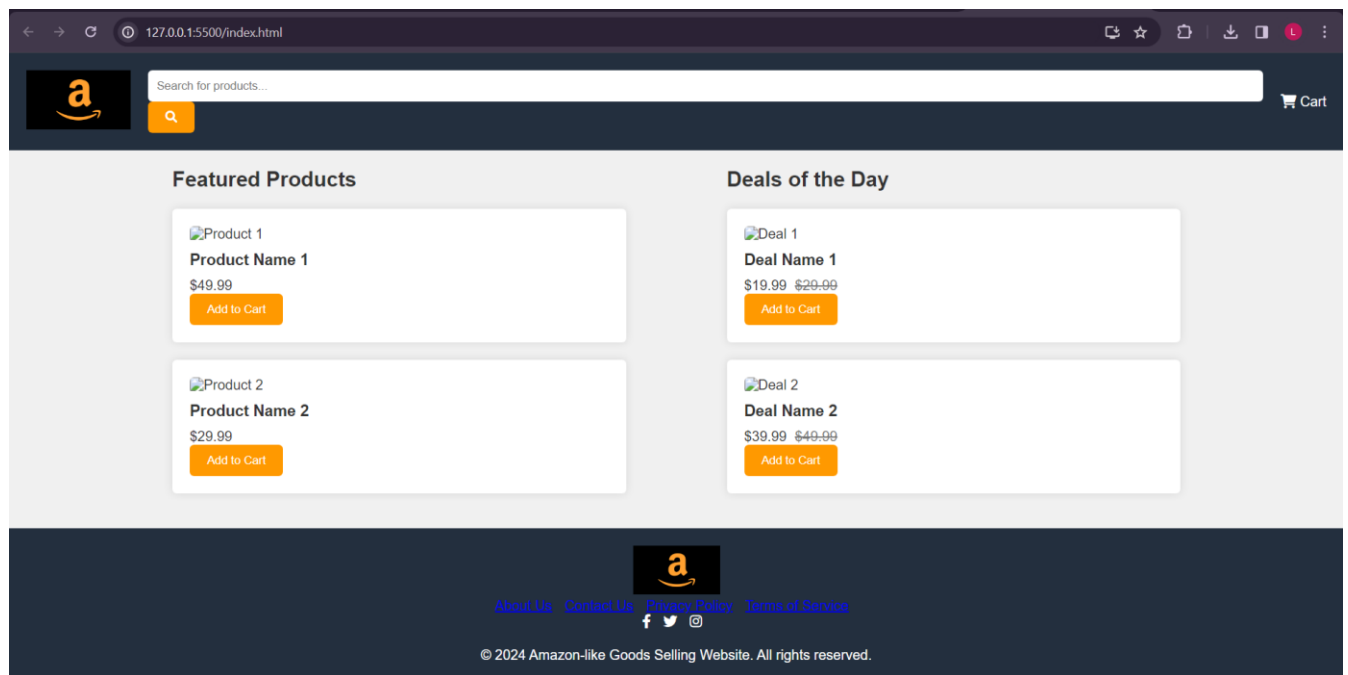 127.0.0.1:5500/index.html
L
a
Search for products...
Cart
Featured Products
Product 1
Product Name 1
$49.99
Add to Cart
Product 2
Product Name 2
$29.99
Add to Cart
Deals of the Day
Deal 1
Deal Name 1
$19.99 $29.99
Add to Cart
Deal 2
Deal Name 2
$39.99 $49.99
Add to Cart
a
About Us Contact Us Privacy Policy Terms of Service
© 2024 Amazon-like Goods Selling Website. All rights reserved.